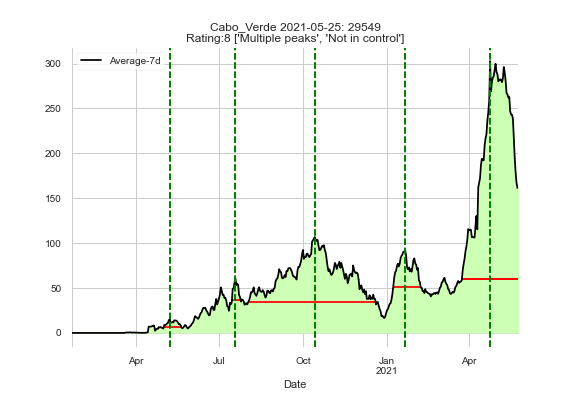 Cabo_Verde 2021-05-25: 29549
Rating:8 ['Multiple peaks', 'Not in control']
Average-7d
300
250
200
150
100
50
0
Apr Jul Oct Jan Apr
2021
Date